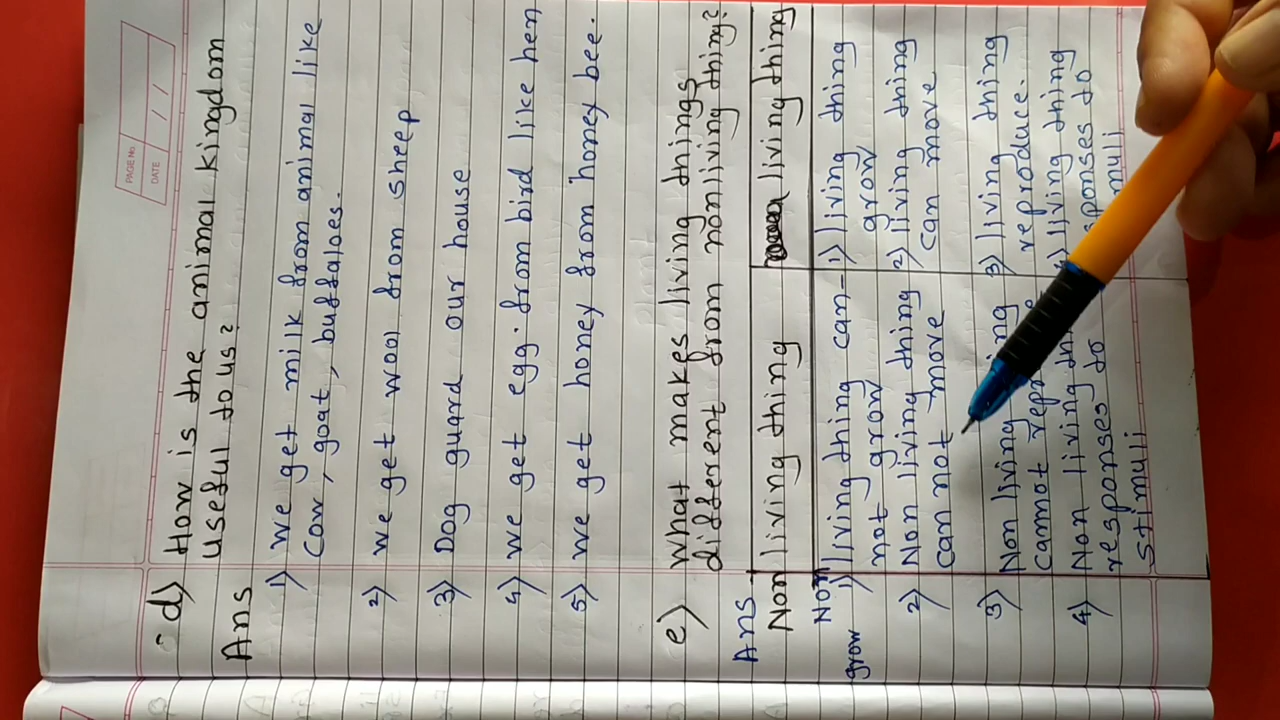 PAGE No.
DATE / /
d) How is the animal kingdom
useful to us?
Ans
1) We get milk from animal like
Cow, goat, buffaloes.
2) We get wool from sheep
3) Dog guard our house
4) We get egg. from bird like hen
5) We get honey from honey bee.
e) What makes living things
different from nonliving thing?
Ans
Non living thing
living thing
Non
grow
1) living thing can-
not grow
2) Non living thing
can not move
3) Non living
cannot
4) Non living
responses to
stimuli
1) living thing
grow
2) living thing
can move
3) living thing
reproduce.
living thing
to